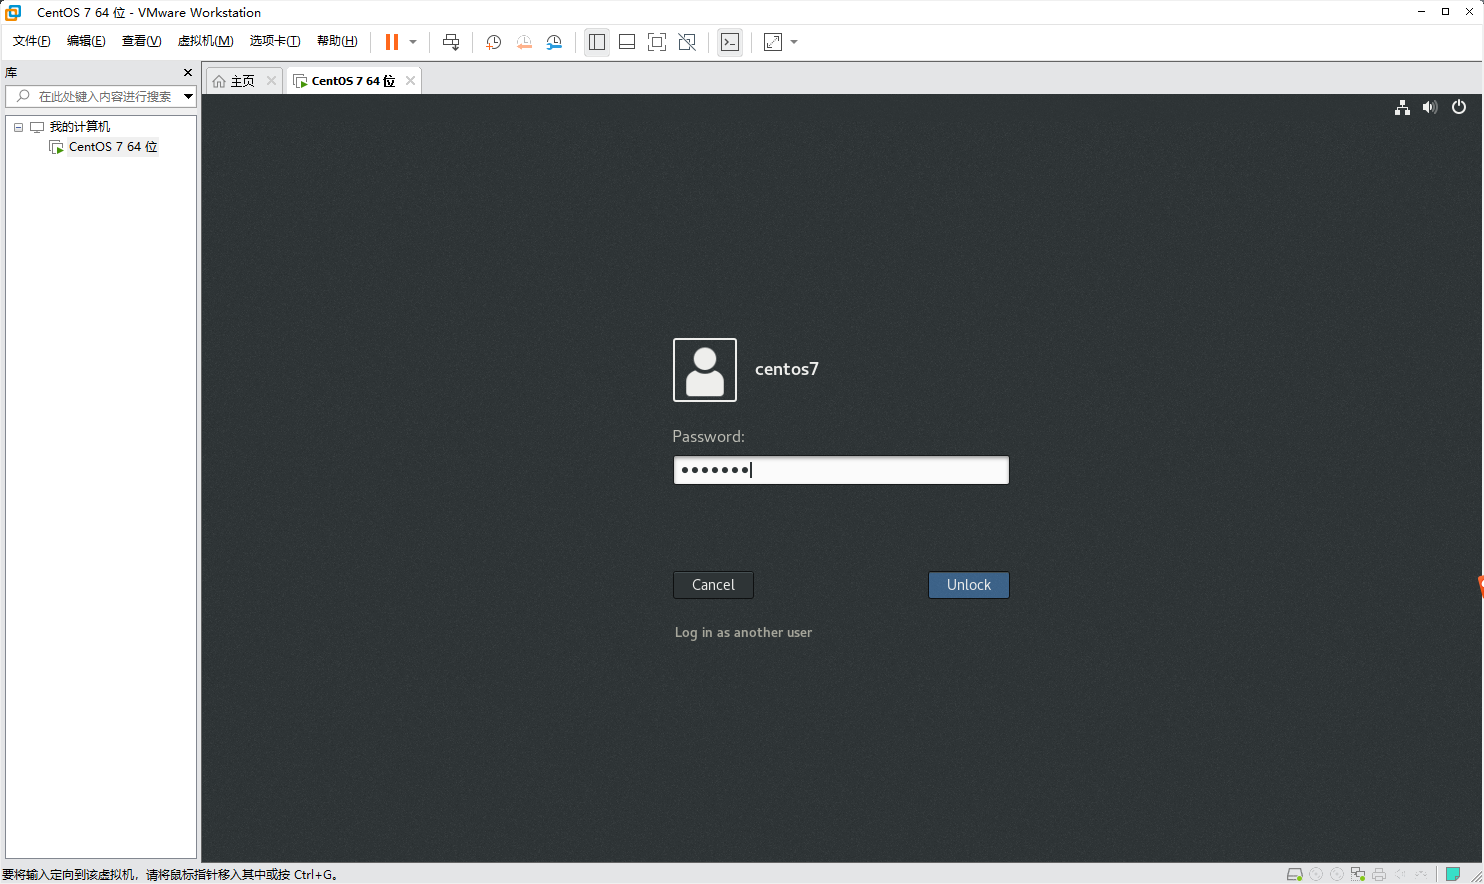 CentOS 7 64 位 - VMware Workstation
文件(F) 编辑(E) 查看(V) 虚拟机(M) 选项卡(T) 帮助(H)
库
在此处键入内容进行搜索
我的计算机
CentOS 7 64 位
主页
CentOS 7 64 位
centos7
Password:
Cancel
Unlock
Log in as another user
要将输入定向到该虚拟机，请将鼠标指针移入其中或按 Ctrl+G。